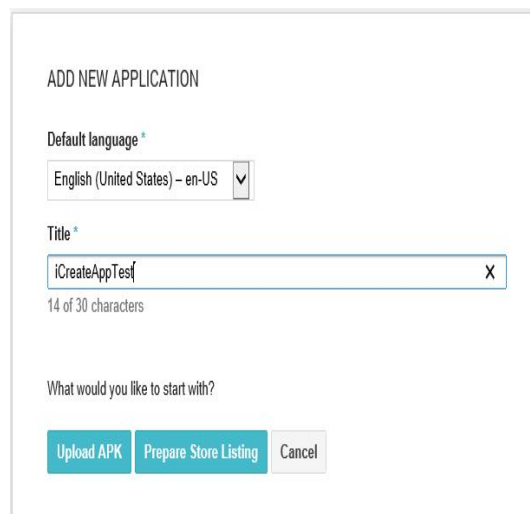 ADD NEW APPLICATION
Default language *
English (United States) – en-US
Title *
iCreateAppTest
14 of 30 characters
What would you like to start with?
Upload APK Prepare Store Listing Cancel